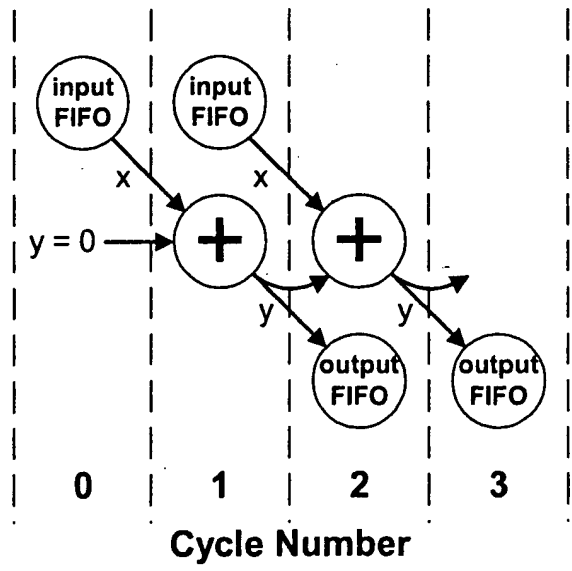 input
FIFO
input
FIFO
x
x
y = 0
+
+
y
y
output
FIFO
output
FIFO
0
1
2
3
Cycle Number